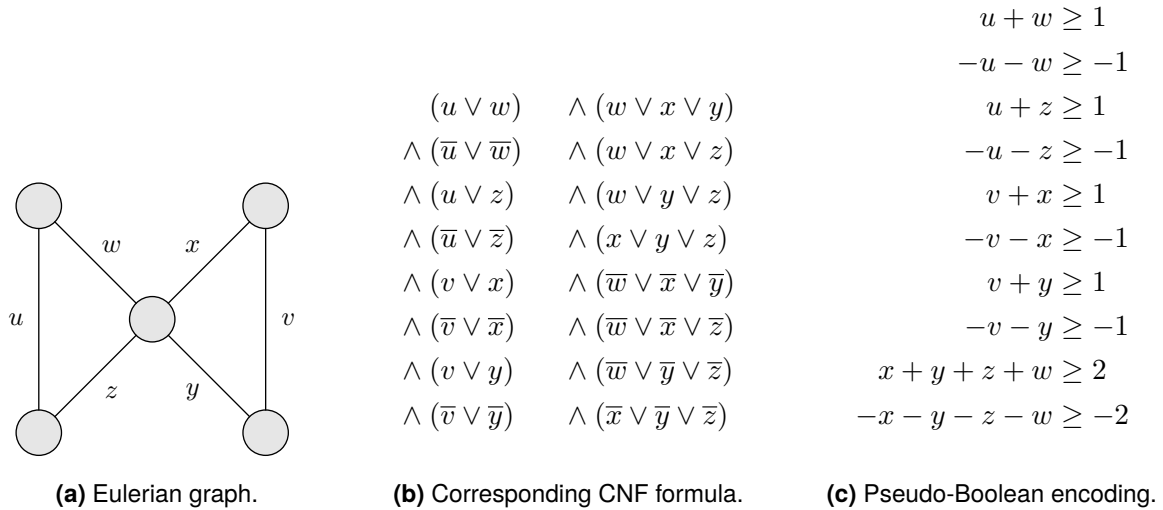 w
x
u
v
z
y
(a) Eulerian graph.
(u ∨ w) ∧ (w ∨ x ∨ y)
∧ (u̅ ∨ w̅) ∧ (w ∨ x ∨ z)
∧ (u ∨ z) ∧ (w ∨ y ∨ z)
∧ (u̅ ∨ z̅) ∧ (x ∨ y ∨ z)
∧ (v ∨ x) ∧ (w̅ ∨ x̅ ∨ y̅)
∧ (v̅ ∨ x̅) ∧ (w̅ ∨ x̅ ∨ z̅)
∧ (v ∨ y) ∧ (w̅ ∨ y̅ ∨ z̅)
∧ (v̅ ∨ y̅) ∧ (x̅ ∨ y̅ ∨ z̅)
(b) Corresponding CNF formula.
u + w ≥ 1
−u − w ≥ −1
u + z ≥ 1
−u − z ≥ −1
v + x ≥ 1
−v − x ≥ −1
v + y ≥ 1
−v − y ≥ −1
x + y + z + w ≥ 2
−x − y − z − w ≥ −2
(c) Pseudo-Boolean encoding.